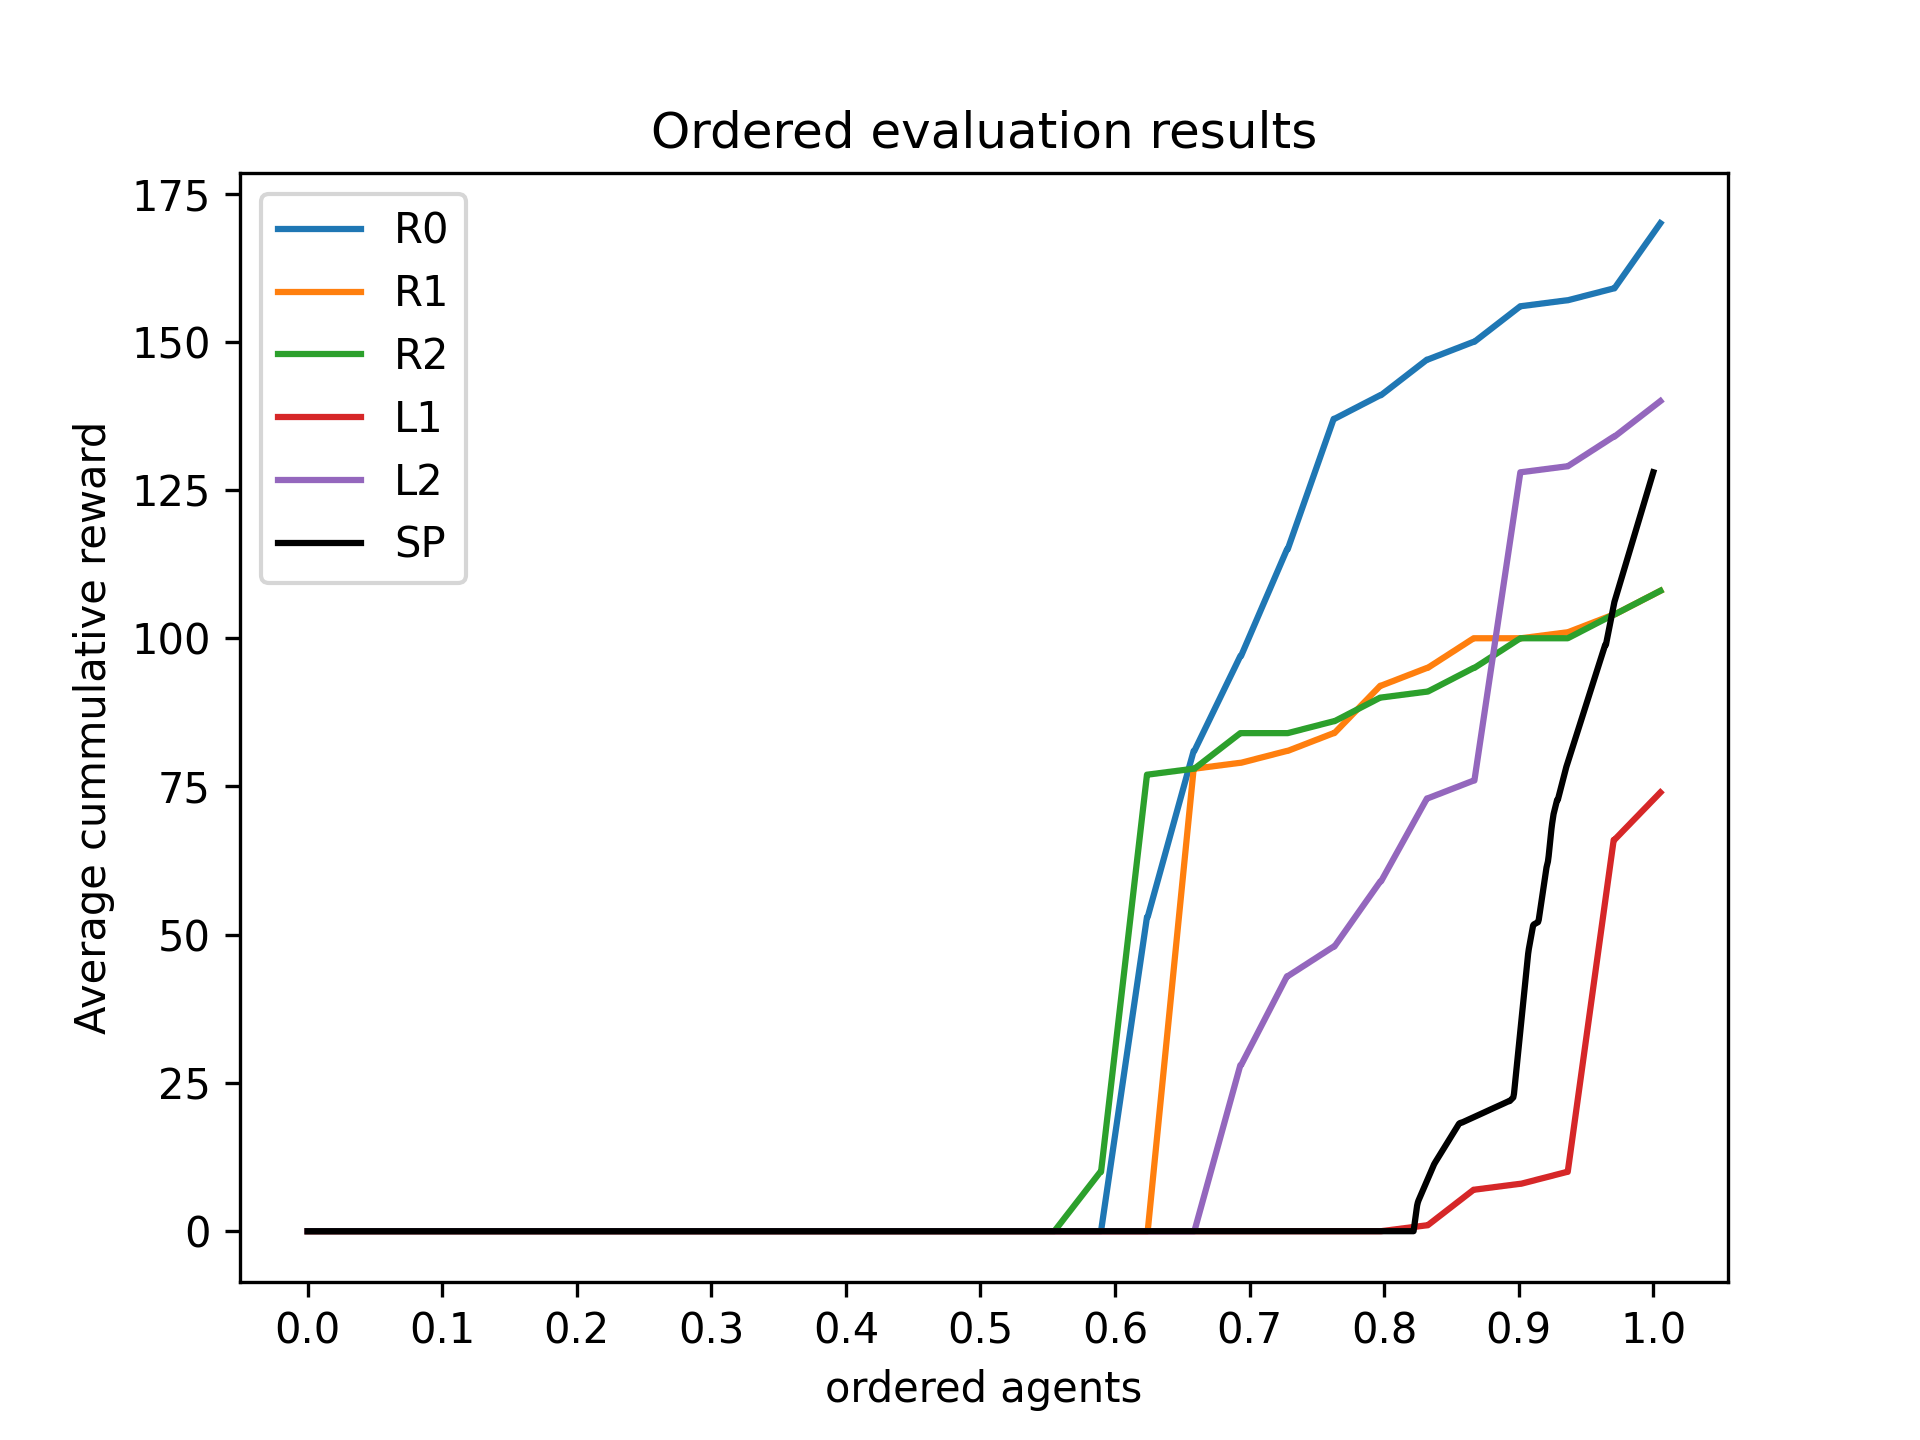 Ordered evaluation results
Average cummulative reward
175
150
125
100
75
50
25
0
R0
R1
R2
L1
L2
SP
0.0 0.1 0.2 0.3 0.4 0.5 0.6 0.7 0.8 0.9 1.0
ordered agents